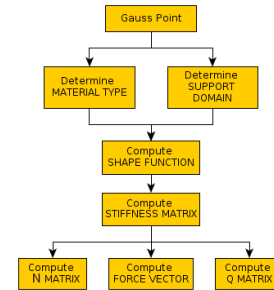 Gauss Point
Determine
MATERIAL TYPE
Determine
SUPPORT
DOMAIN
Compute
SHAPE FUNCTION
Compute
STIFFNESS MATRIX
Compute
N MATRIX
Compute
FORCE VECTOR
Compute
Q MATRIX